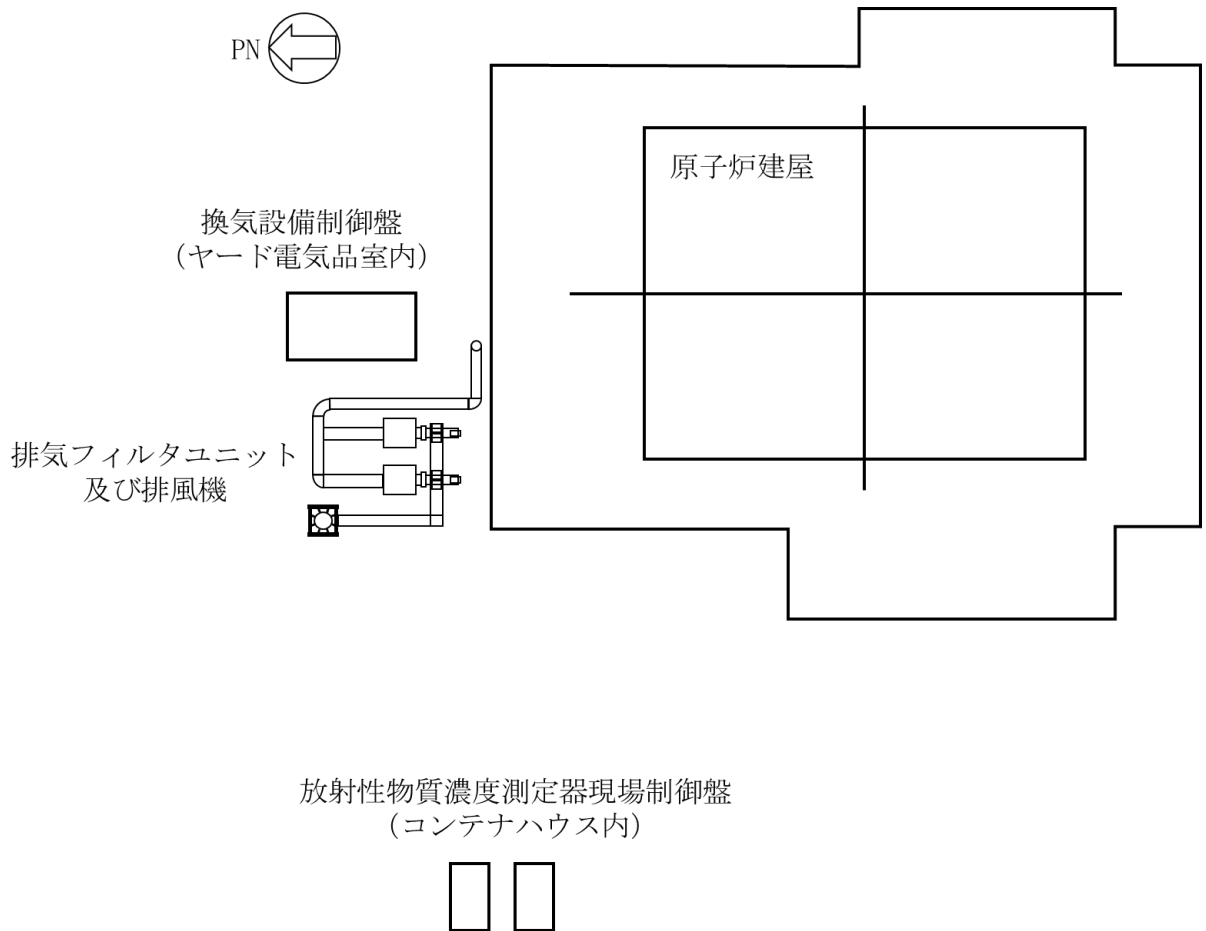 PN
原子炉建屋
換気設備制御盤
（ヤード電気品室内）
排気フィルタユニット
及び排風機
放射性物質濃度測定器現場制御盤
（コンテナハウス内）